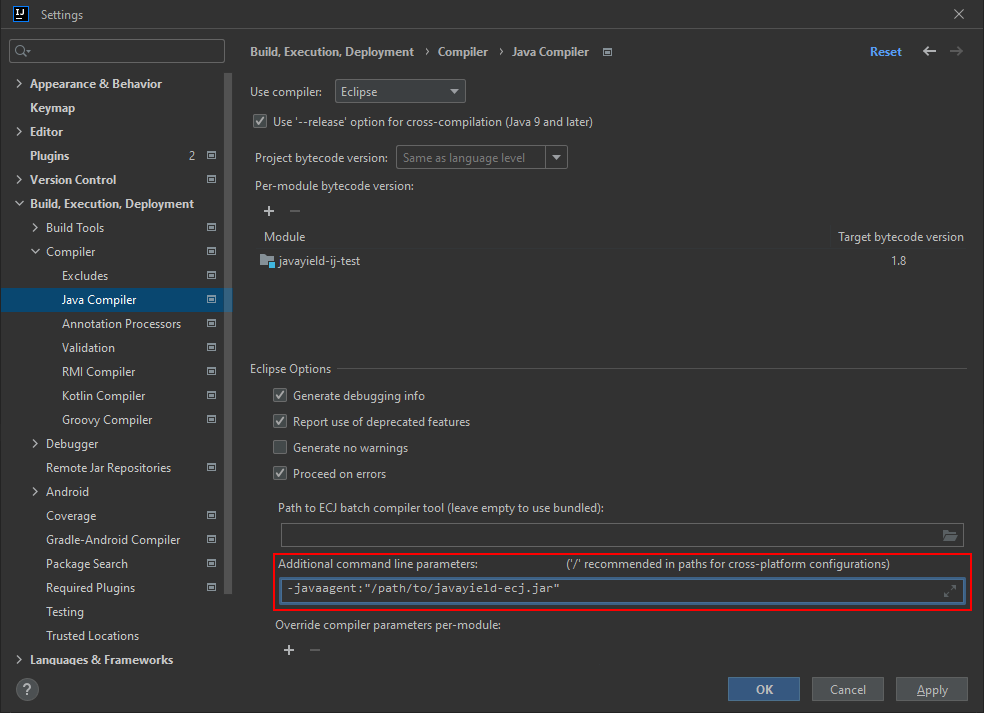 IJ
Settings
Appearance & Behavior
Keymap
Editor
Plugins 2
Version Control
Build, Execution, Deployment
Build Tools
Compiler
Excludes
Java Compiler
Annotation Processors
Validation
RMI Compiler
Kotlin Compiler
Groovy Compiler
Debugger
Remote Jar Repositories
Android
Coverage
Gradle-Android Compiler
Package Search
Required Plugins
Testing
Trusted Locations
Languages & Frameworks
?
Build, Execution, Deployment › Compiler › Java Compiler
Reset
Use compiler: Eclipse
Use '--release' option for cross-compilation (Java 9 and later)
Project bytecode version: Same as language level
Per-module bytecode version:
Module Target bytecode version
javayield-ij-test 1.8
Eclipse Options
Generate debugging info
Report use of deprecated features
Generate no warnings
Proceed on errors
Path to ECJ batch compiler tool (leave empty to use bundled):
Additional command line parameters: ('/' recommended in paths for cross-platform configurations)
-javaagent:"/path/to/javayield-ecj.jar"
Override compiler parameters per-module:
OK Cancel Apply